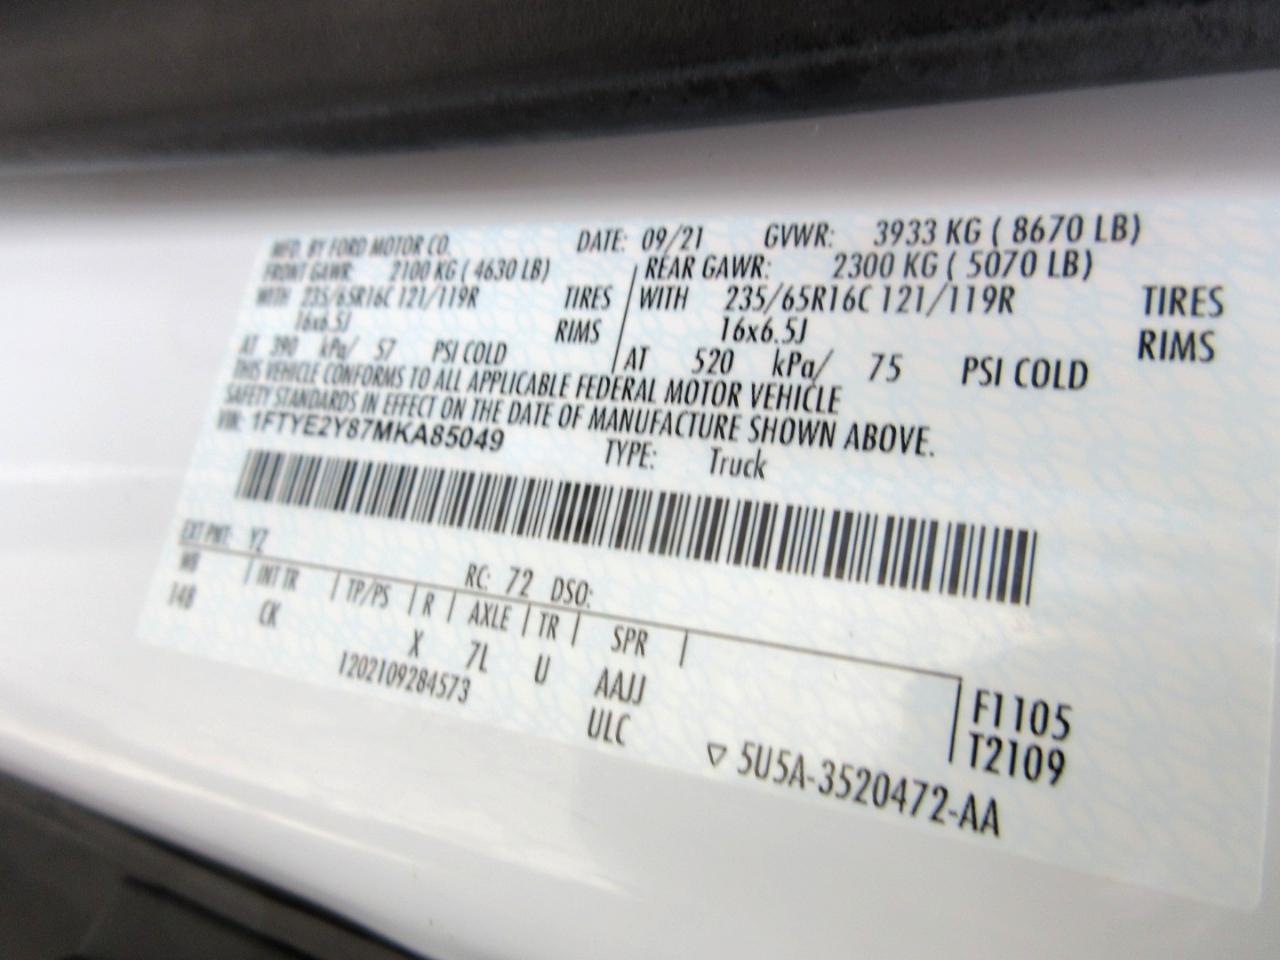 MFD. BY FORD MOTOR CO. DATE: 09/21 GVWR: 3933 KG ( 8670 LB)
FRONT GAWR: 2100 KG ( 4630 LB) REAR GAWR: 2300 KG ( 5070 LB)
WITH 235/65R16C 121/119R TIRES WITH 235/65R16C 121/119R TIRES
16x6.5J RIMS 16x6.5J RIMS
AT 390 kPa/ 57 PSI COLD AT 520 kPa/ 75 PSI COLD
THIS VEHICLE CONFORMS TO ALL APPLICABLE FEDERAL MOTOR VEHICLE
SAFETY STANDARDS IN EFFECT ON THE DATE OF MANUFACTURE SHOWN ABOVE.
VIN: 1FTYE2Y87MKA85049 TYPE: Truck
EXT PNT: YZ RC: 72 DSO:
WB INT TR TP/PS R AXLE TR SPR
148 CK X 7L U AAJJ F1105
1202109284573 ULC T2109
▽ 5U5A-3520472-AA